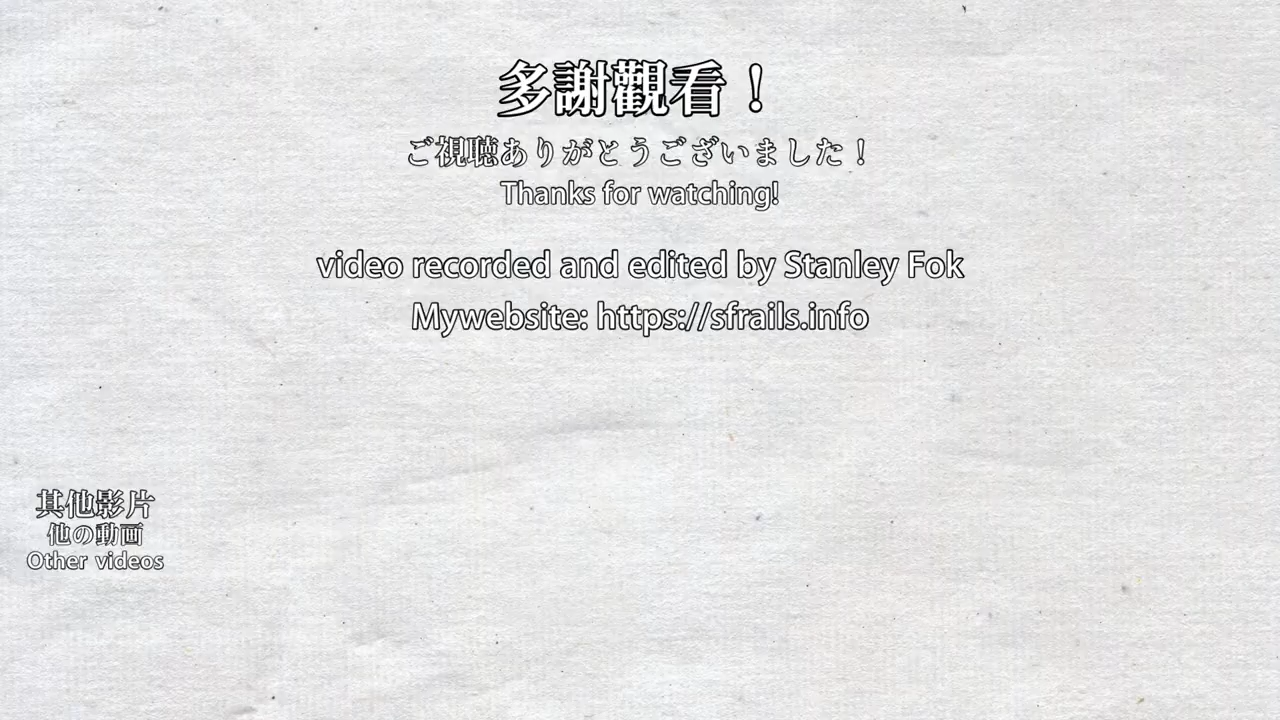 多謝觀看！
ご視聴ありがとうございました！
Thanks for watching!
video recorded and edited by Stanley Fok
Mywebsite: https://sfrails.info
其他影片
他の動画
Other videos